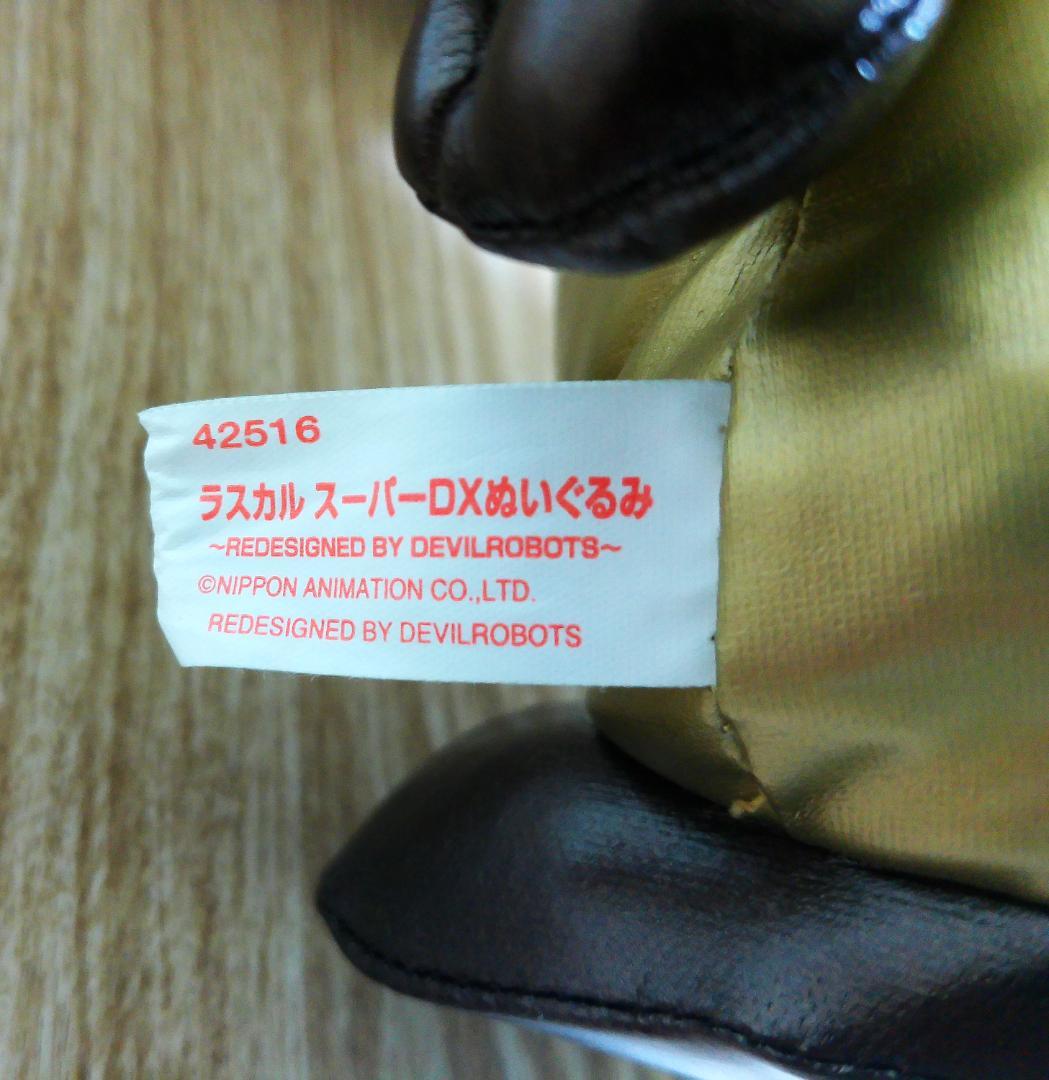 42516
ラスカル スーパーDXぬいぐるみ
~REDESIGNED BY DEVILROBOTS~
©NIPPON ANIMATION CO.,LTD.
REDESIGNED BY DEVILROBOTS